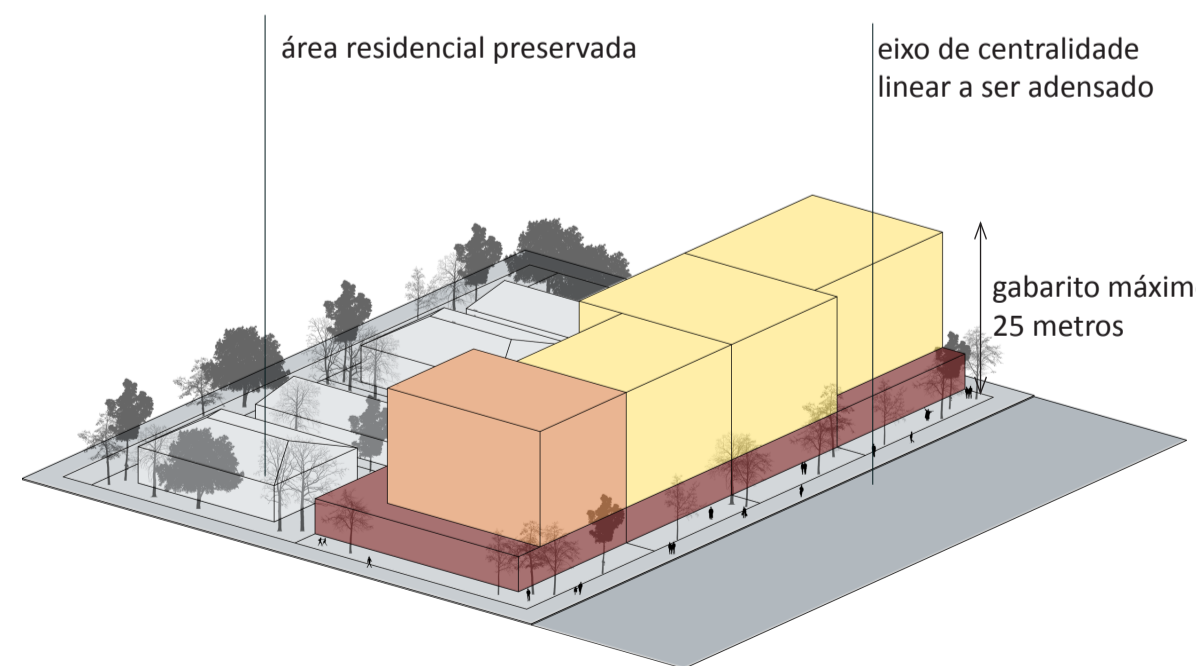 área residencial preservada
eixo de centralidade
linear a ser adensado
gabarito máxim
25 metros